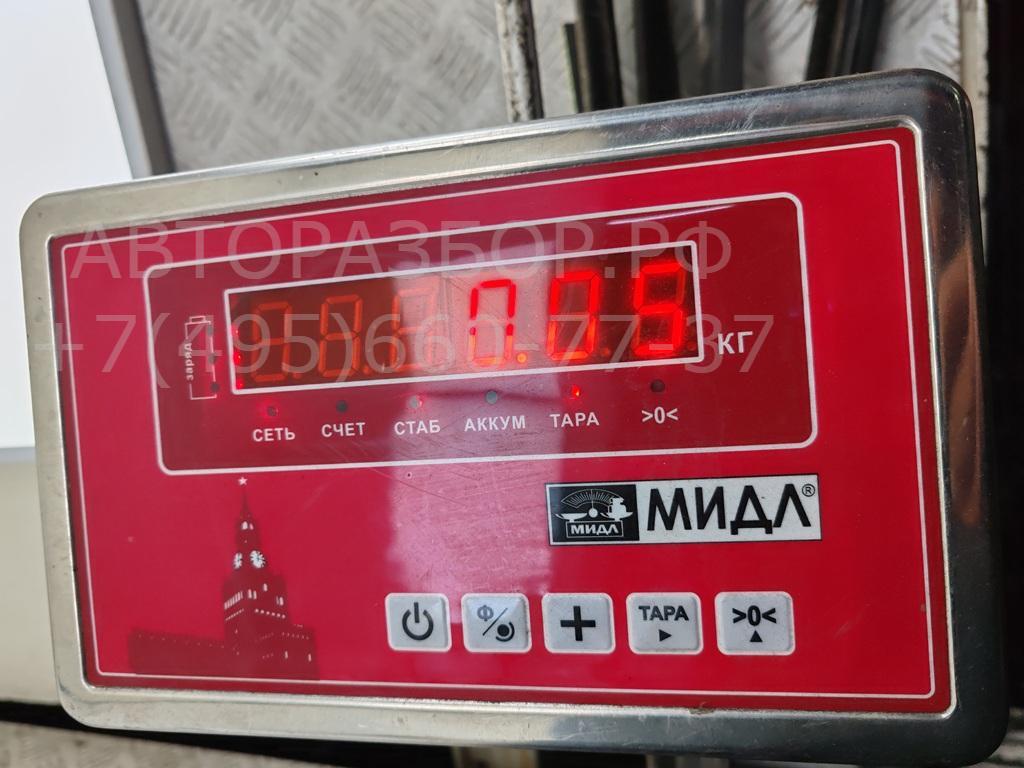 АВТОРАЗБОР.РФ
+7(495)660-77-37
заряд
0.05 КГ
СЕТЬ СЧЕТ СТАБ АККУМ ТАРА >0<
МИДЛ МИДЛ®
Ф + ТАРА >0<